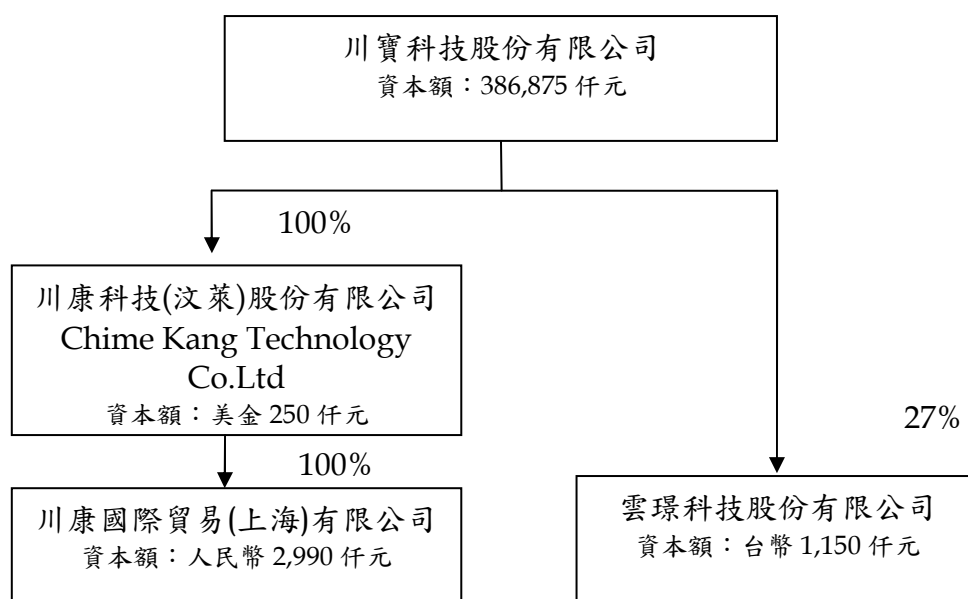 川寶科技股份有限公司
資本額：386,875 仟元
100%
川康科技(汶萊)股份有限公司
Chime Kang Technology
Co.Ltd
資本額：美金 250 仟元
27%
100%
川康國際貿易(上海)有限公司
資本額：人民幣 2,990 仟元
雲璟科技股份有限公司
資本額：台幣 1,150 仟元